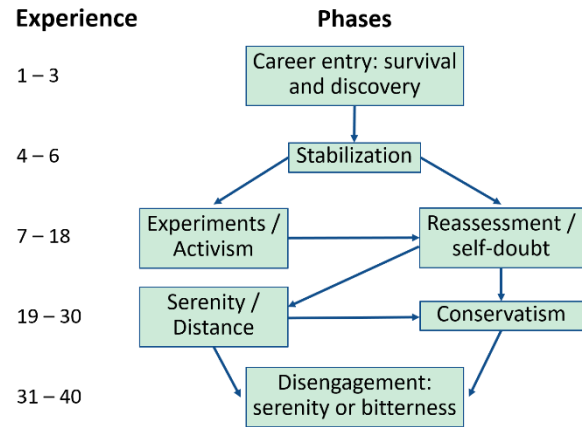 Experience Phases
1 – 3
Career entry: survival
and discovery
4 – 6
Stabilization
7 – 18
Experiments /
Activism
Reassessment /
self-doubt
19 – 30
Serenity /
Distance
Conservatism
31 – 40
Disengagement:
serenity or bitterness